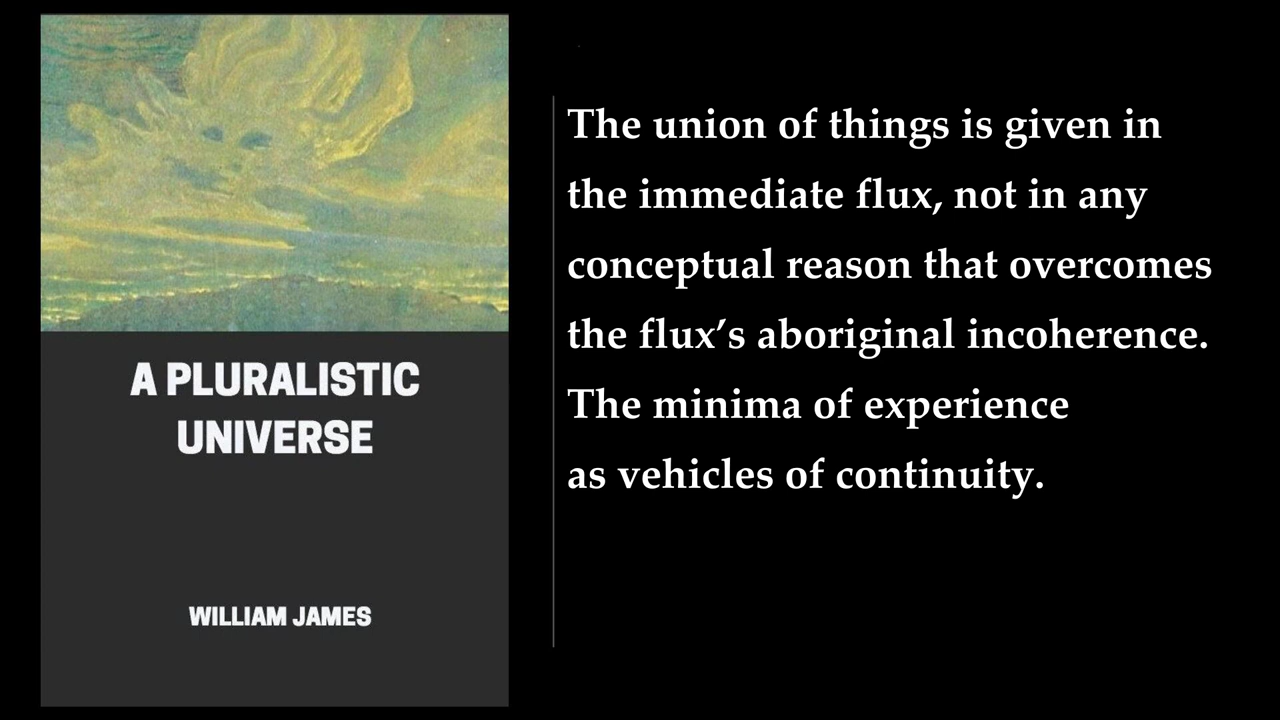 A PLURALISTIC
UNIVERSE
WILLIAM JAMES
The union of things is given in
the immediate flux, not in any
conceptual reason that overcomes
the flux’s aboriginal incoherence.
The minima of experience
as vehicles of continuity.